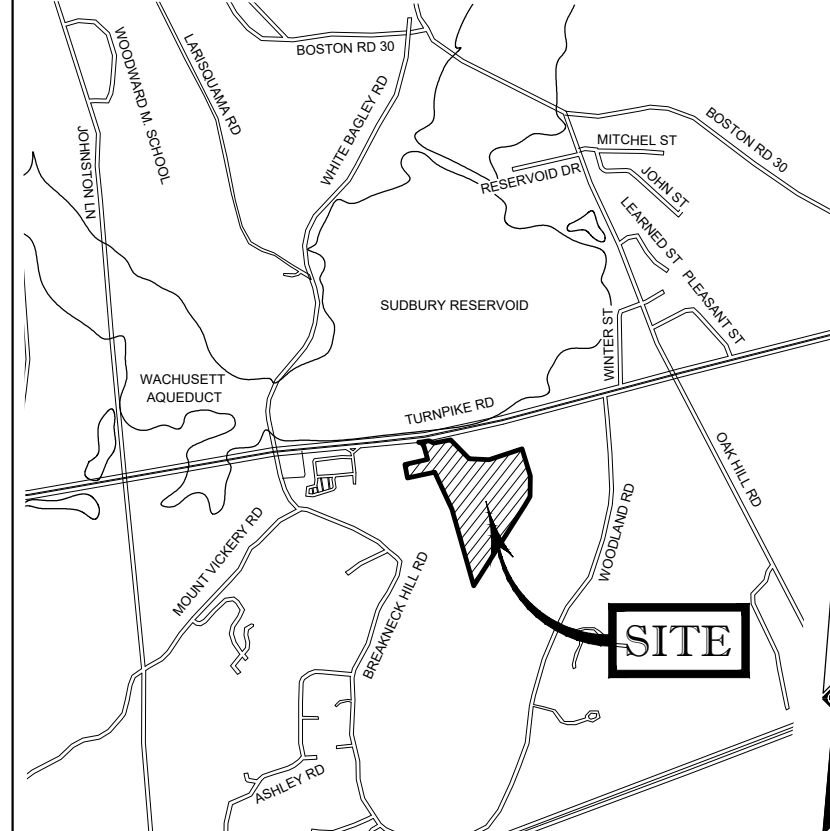 BOSTON RD 30
WOODWARD M. SCHOOL
LARISQUAMA RD
WHITE BAGLEY RD
JOHNSTON LN
BOSTON RD 30
MITCHEL ST
RESERVOID DR
JOHN ST
LEARNED ST
PLEASANT ST
SUDBURY RESERVOID
WINTER ST
WACHUSETT
AQUEDUCT
TURNPIKE RD
OAK HILL RD
MOUNT VICKERY RD
WOODLAND RD
BREAKNECK HILL RD
SITE
ASHLEY RD